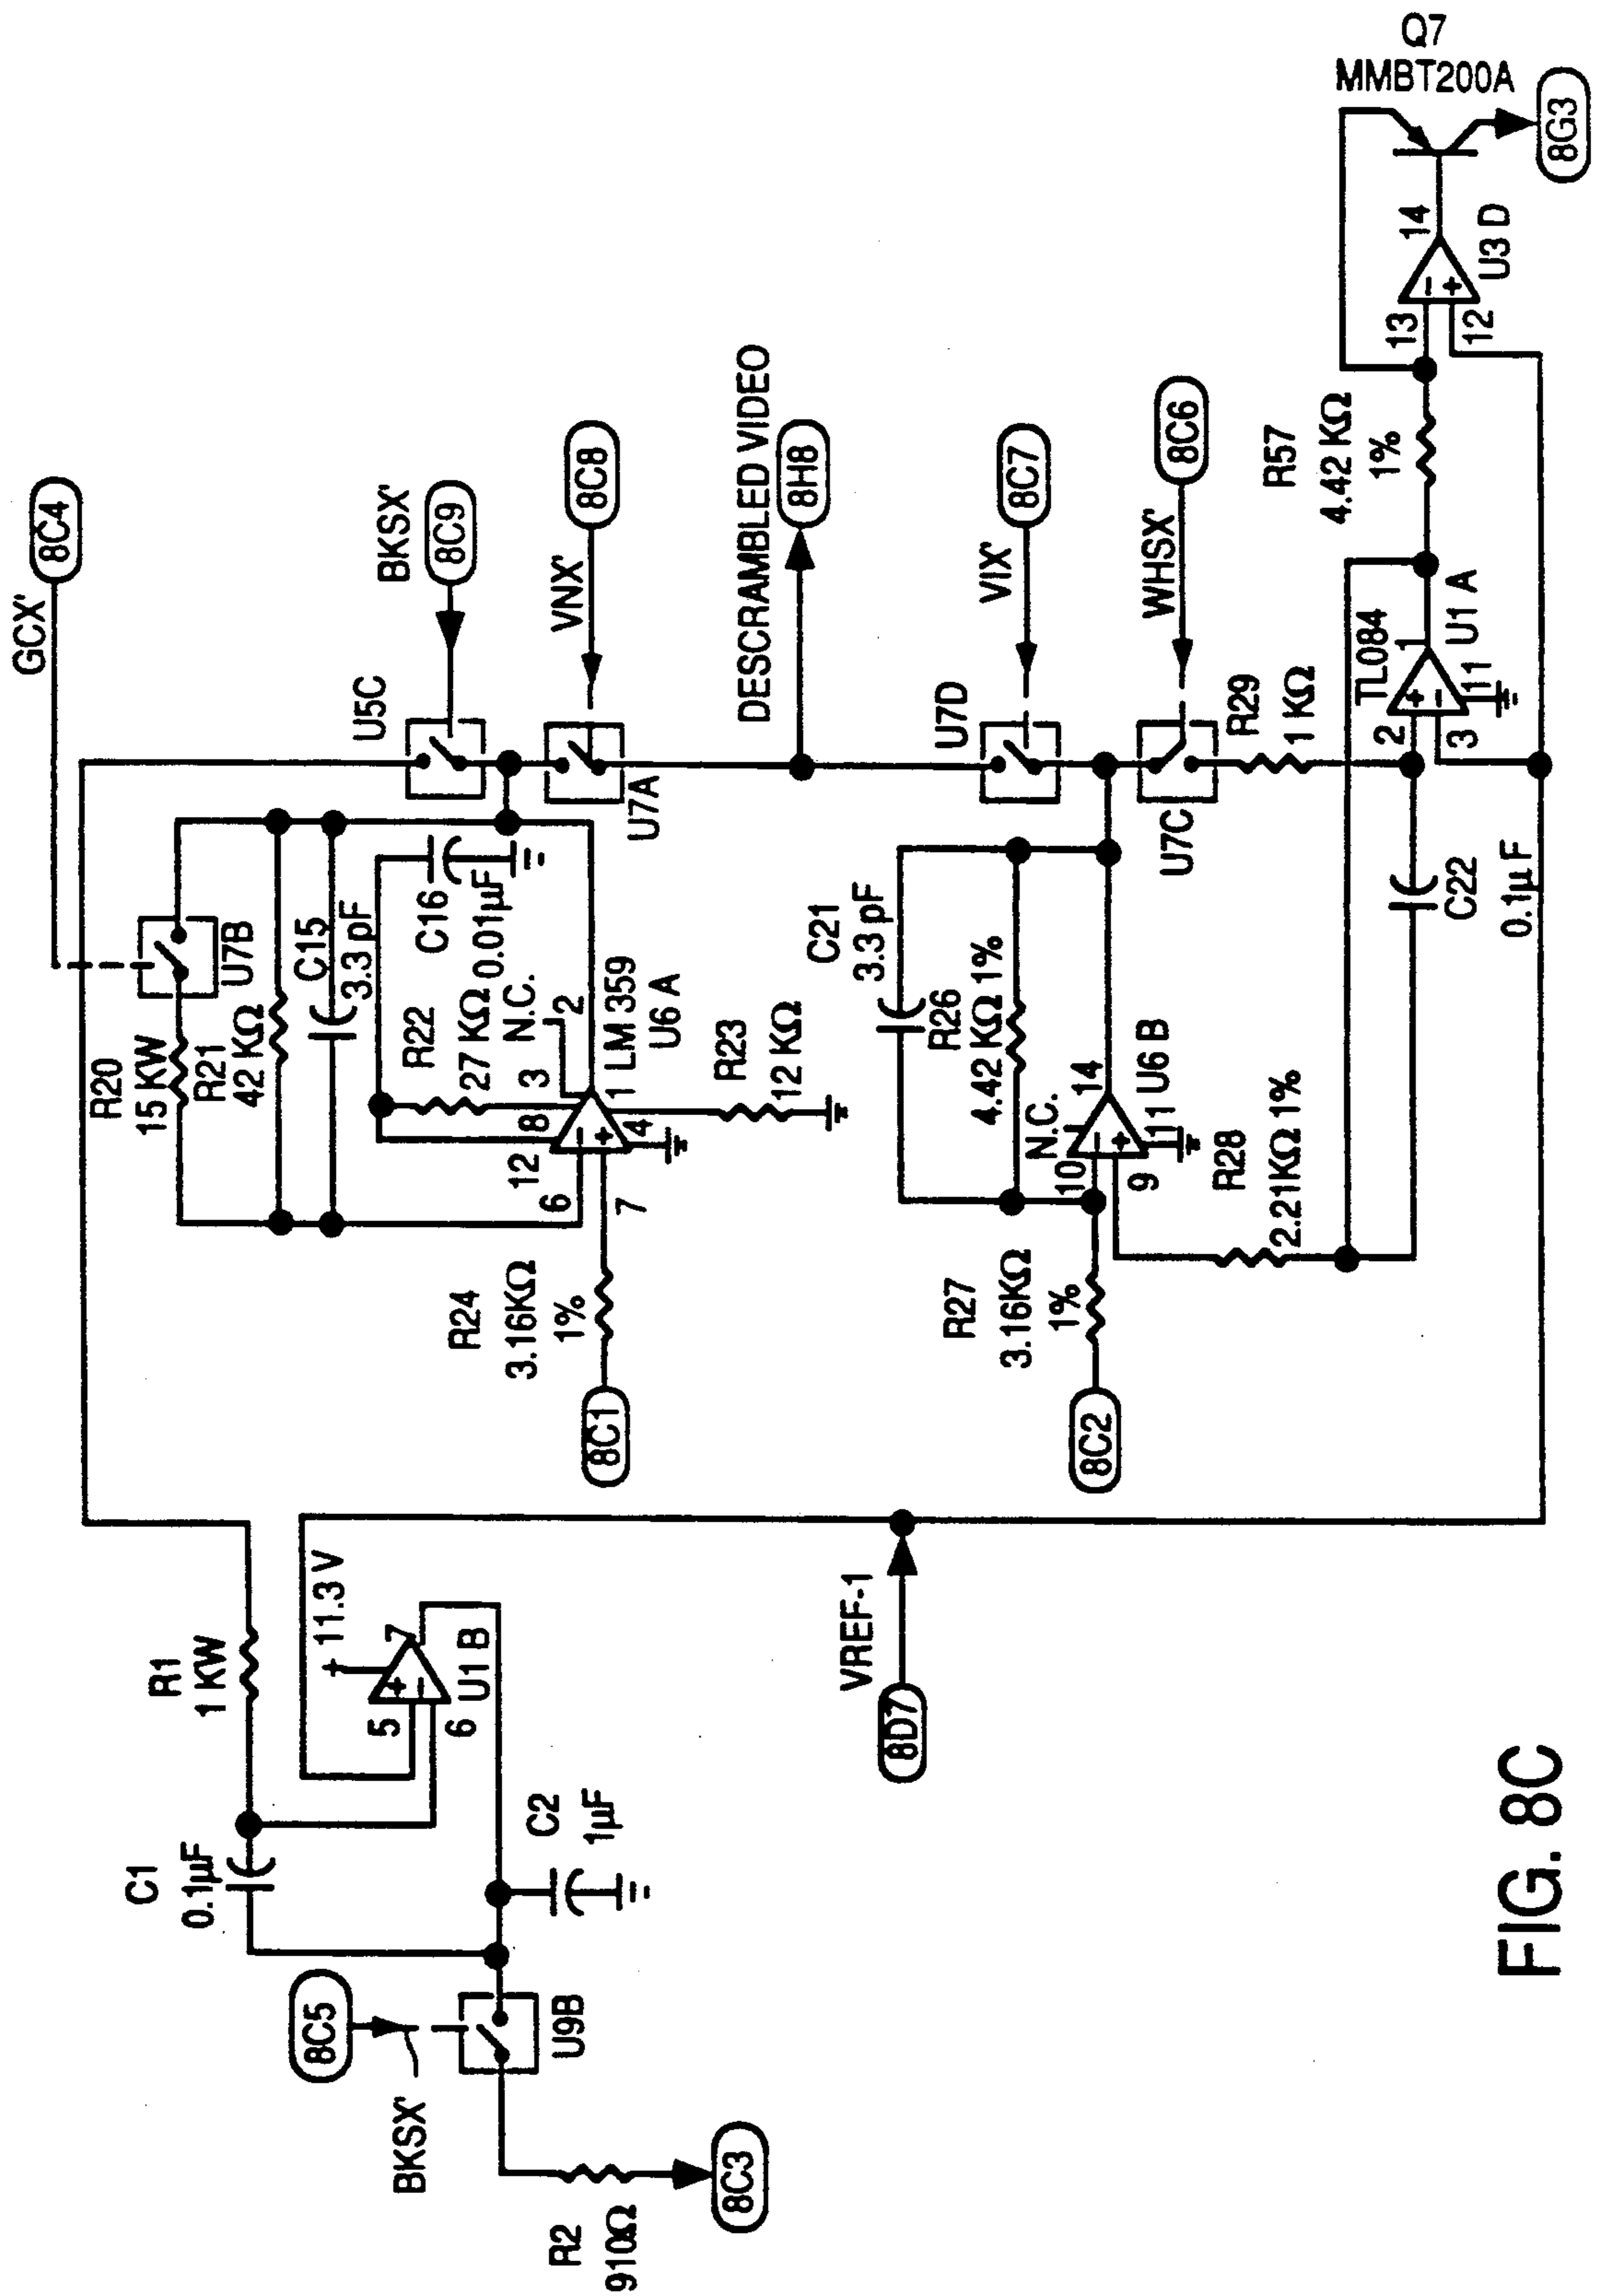 Q7
MMBT200A
8G3
GCX'
8C4
BKSX'
8C9
U5C
VNX'
8C8
U7A
DESCRAMBLED VIDEO
8H8
U7D
VIX'
8C7
U7C
WHSX'
8C6
R29
1 KΩ
R57
4.42 KΩ
1%
13
12
14
U3 D
TL084
2
3
1
11
U1 A
C22
0.1µF
R20
15 KW
U7B
R21
42 KΩ
C15
3.3 pF
C16
0.01µF
R22
27 KΩ
N.C.
12
8
3
2
6
7
4
1
LM 359
U6 A
R23
12 KΩ
R24
3.16KΩ
1%
8C1
C21
3.3 pF
R26
4.42 KΩ 1%
N.C.
10
9
14
11
U6 B
R27
3.16KΩ
1%
8C2
R28
2.21KΩ 1%
R1
1 KW
+ 11.3 V
5
6
7
U1 B
C1
0.1µF
C2
1µF
VREF-1
8D7
8C5
BKSX'
U9B
R2
910Ω
8C3
FIG. 8C